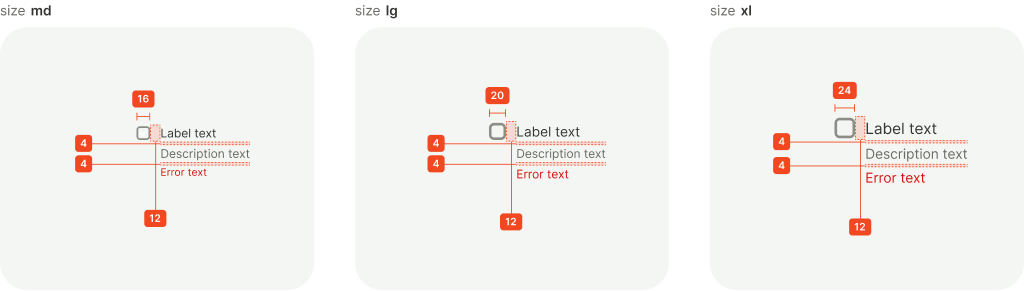 size md
16
4
Label text
Description text
4
Error text
12
size lg
20
4
Label text
Description text
4
Error text
12
size xl
24
4
Label text
Description text
4
Error text
12